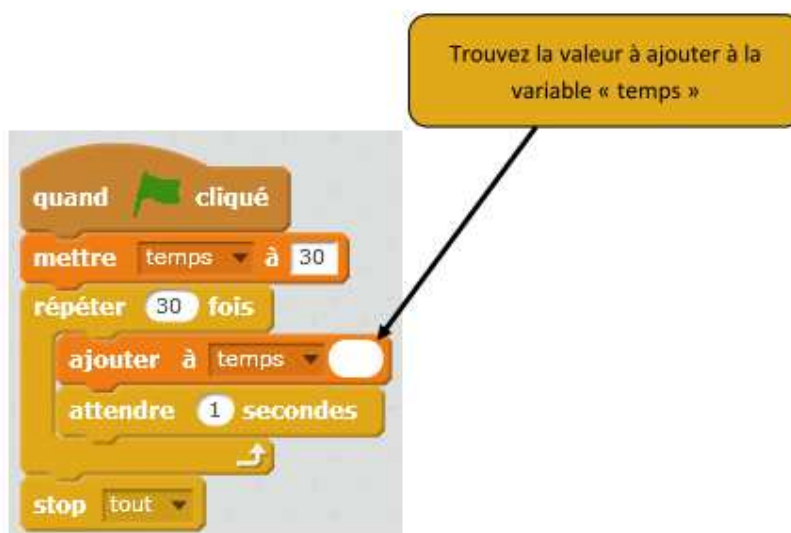 Trouvez la valeur à ajouter à la
variable « temps »
quand cliqué
mettre temps à 30
répéter 30 fois
ajouter à temps
attendre 1 secondes
stop tout